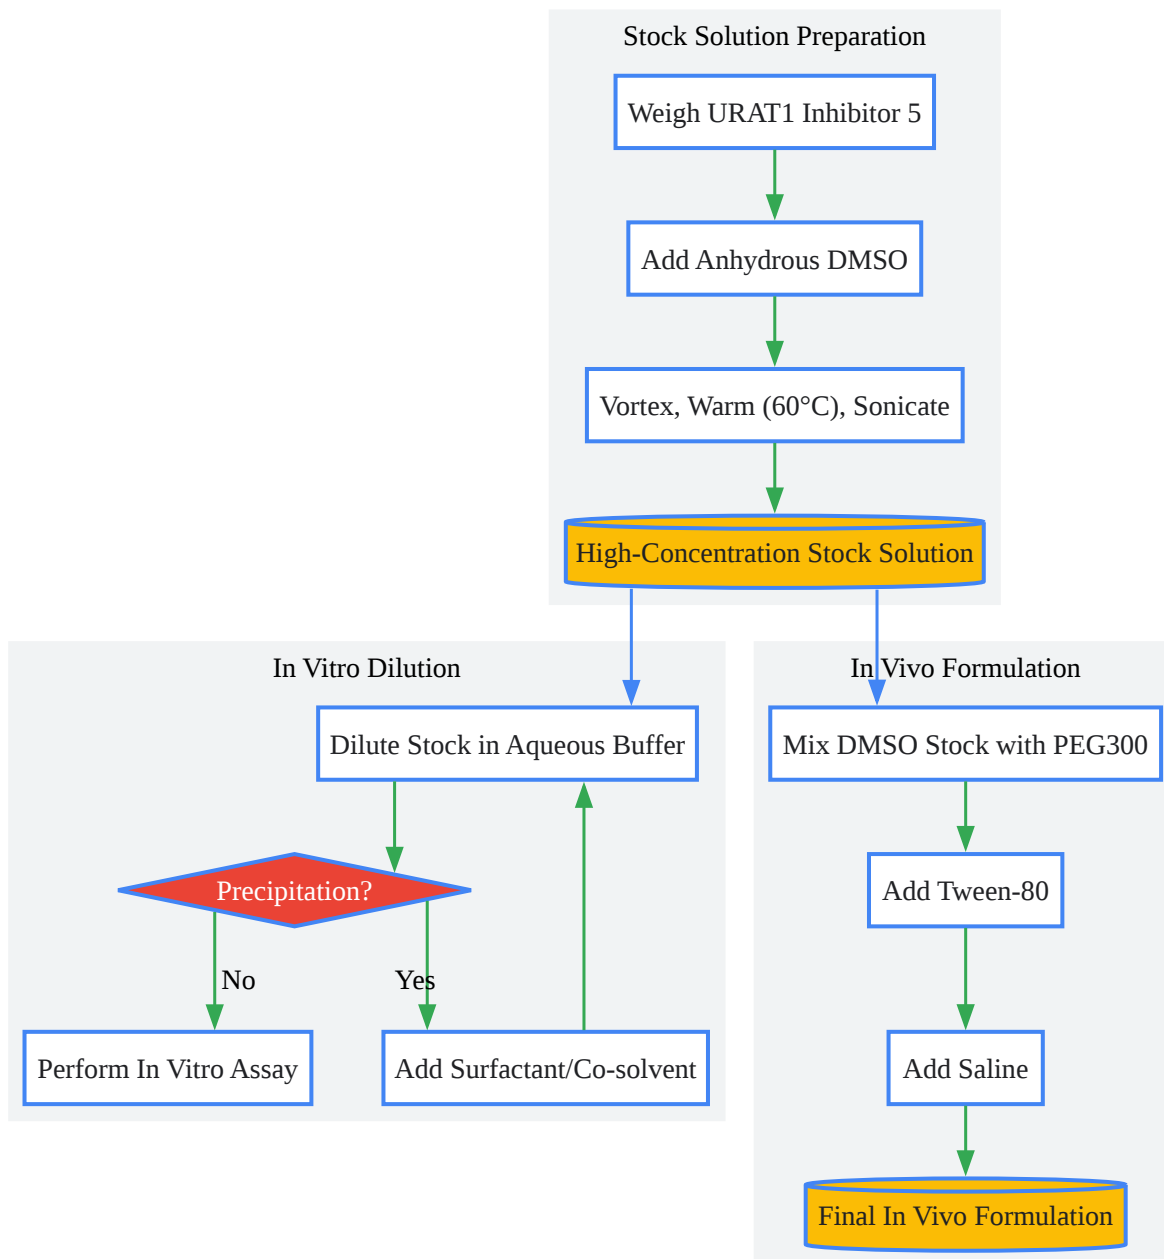 Stock Solution Preparation
Weigh URAT1 Inhibitor 5
Add Anhydrous DMSO
Vortex, Warm (60°C), Sonicate
High-Concentration Stock Solution
In Vitro Dilution
Dilute Stock in Aqueous Buffer
Precipitation?
No
Yes
Perform In Vitro Assay
Add Surfactant/Co-solvent
In Vivo Formulation
Mix DMSO Stock with PEG300
Add Tween-80
Add Saline
Final In Vivo Formulation